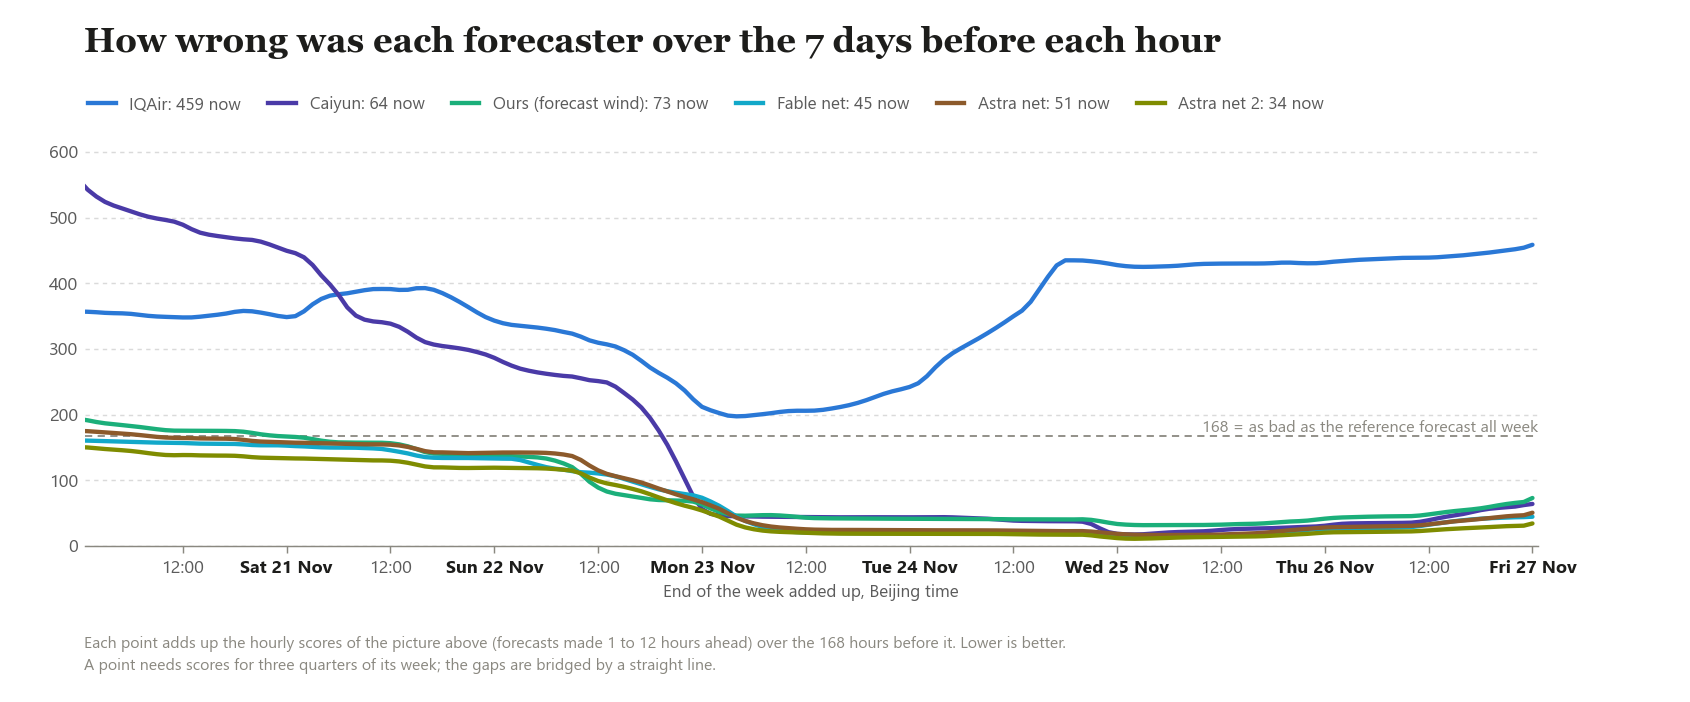 How wrong was each forecaster over the 7 days before each hour
IQAir: 459 now Caiyun: 64 now Ours (forecast wind): 73 now Fable net: 45 now Astra net: 51 now Astra net 2: 34 now
600
500
400
300
200
168 = as bad as the reference forecast all week
100
0
12:00 Sat 21 Nov 12:00 Sun 22 Nov 12:00 Mon 23 Nov 12:00 Tue 24 Nov 12:00 Wed 25 Nov 12:00 Thu 26 Nov 12:00 Fri 27 Nov
End of the week added up, Beijing time
Each point adds up the hourly scores of the picture above (forecasts made 1 to 12 hours ahead) over the 168 hours before it. Lower is better.
A point needs scores for three quarters of its week; the gaps are bridged by a straight line.